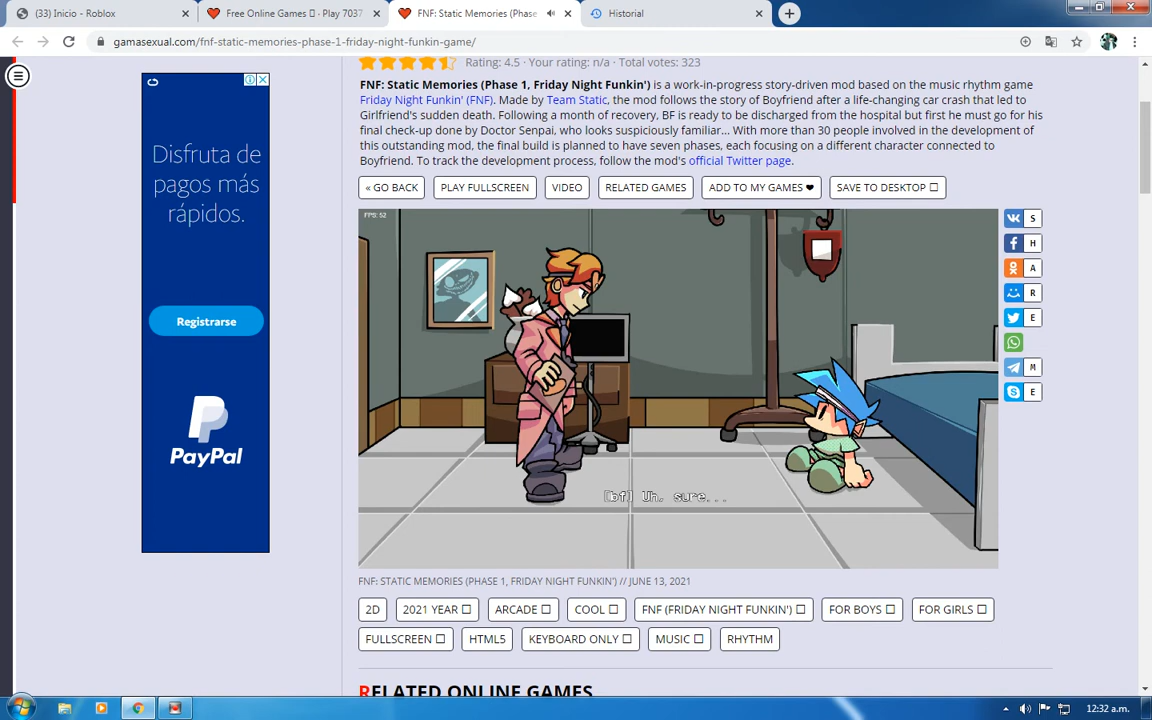 (33) Inicio - Roblox
Free Online Games · Play 7037
FNF: Static Memories (Phase
Historial
gamasexual.com/fnf-static-memories-phase-1-friday-night-funkin-game/
Rating: 4.5 · Your rating: n/a · Total votes: 323
FNF: Static Memories (Phase 1, Friday Night Funkin') is a work-in-progress story-driven mod based on the music rhythm game
Friday Night Funkin' (FNF). Made by Team Static, the mod follows the story of Boyfriend after a life-changing car crash that led to
Girlfriend's sudden death. Following a month of recovery, BF is ready to be discharged from the hospital but first he must go for his
final check-up done by Doctor Senpai, who looks suspiciously familiar... With more than 30 people involved in the development of
this outstanding mod, the final build is planned to have seven phases, each focusing on a different character connected to
Boyfriend. To track the development process, follow the mod's official Twitter page.
« GO BACK
PLAY FULLSCREEN
VIDEO
RELATED GAMES
ADD TO MY GAMES ❤
SAVE TO DESKTOP
Disfruta de
pagos más
rápidos.
Registrarse
PayPal
FPS: 52
[bf] Uh, sure...
S
H
A
R
E
M
E
FNF: STATIC MEMORIES (PHASE 1, FRIDAY NIGHT FUNKIN') // JUNE 13, 2021
2D
2021 YEAR
ARCADE
COOL
FNF (FRIDAY NIGHT FUNKIN')
FOR BOYS
FOR GIRLS
FULLSCREEN
HTML5
KEYBOARD ONLY
MUSIC
RHYTHM
RELATED ONLINE GAMES
12:32 a.m.